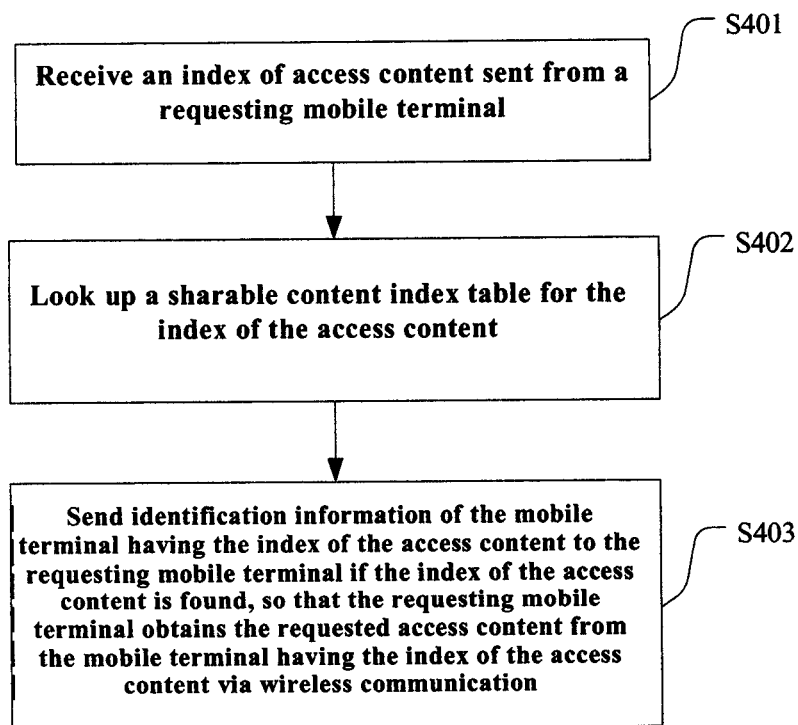 S401
Receive an index of access content sent from a
requesting mobile terminal
S402
Look up a sharable content index table for the
index of the access content
S403
Send identification information of the mobile
terminal having the index of the access content to the
requesting mobile terminal if the index of the access
content is found, so that the requesting mobile
terminal obtains the requested access content from
the mobile terminal having the index of the access
content via wireless communication